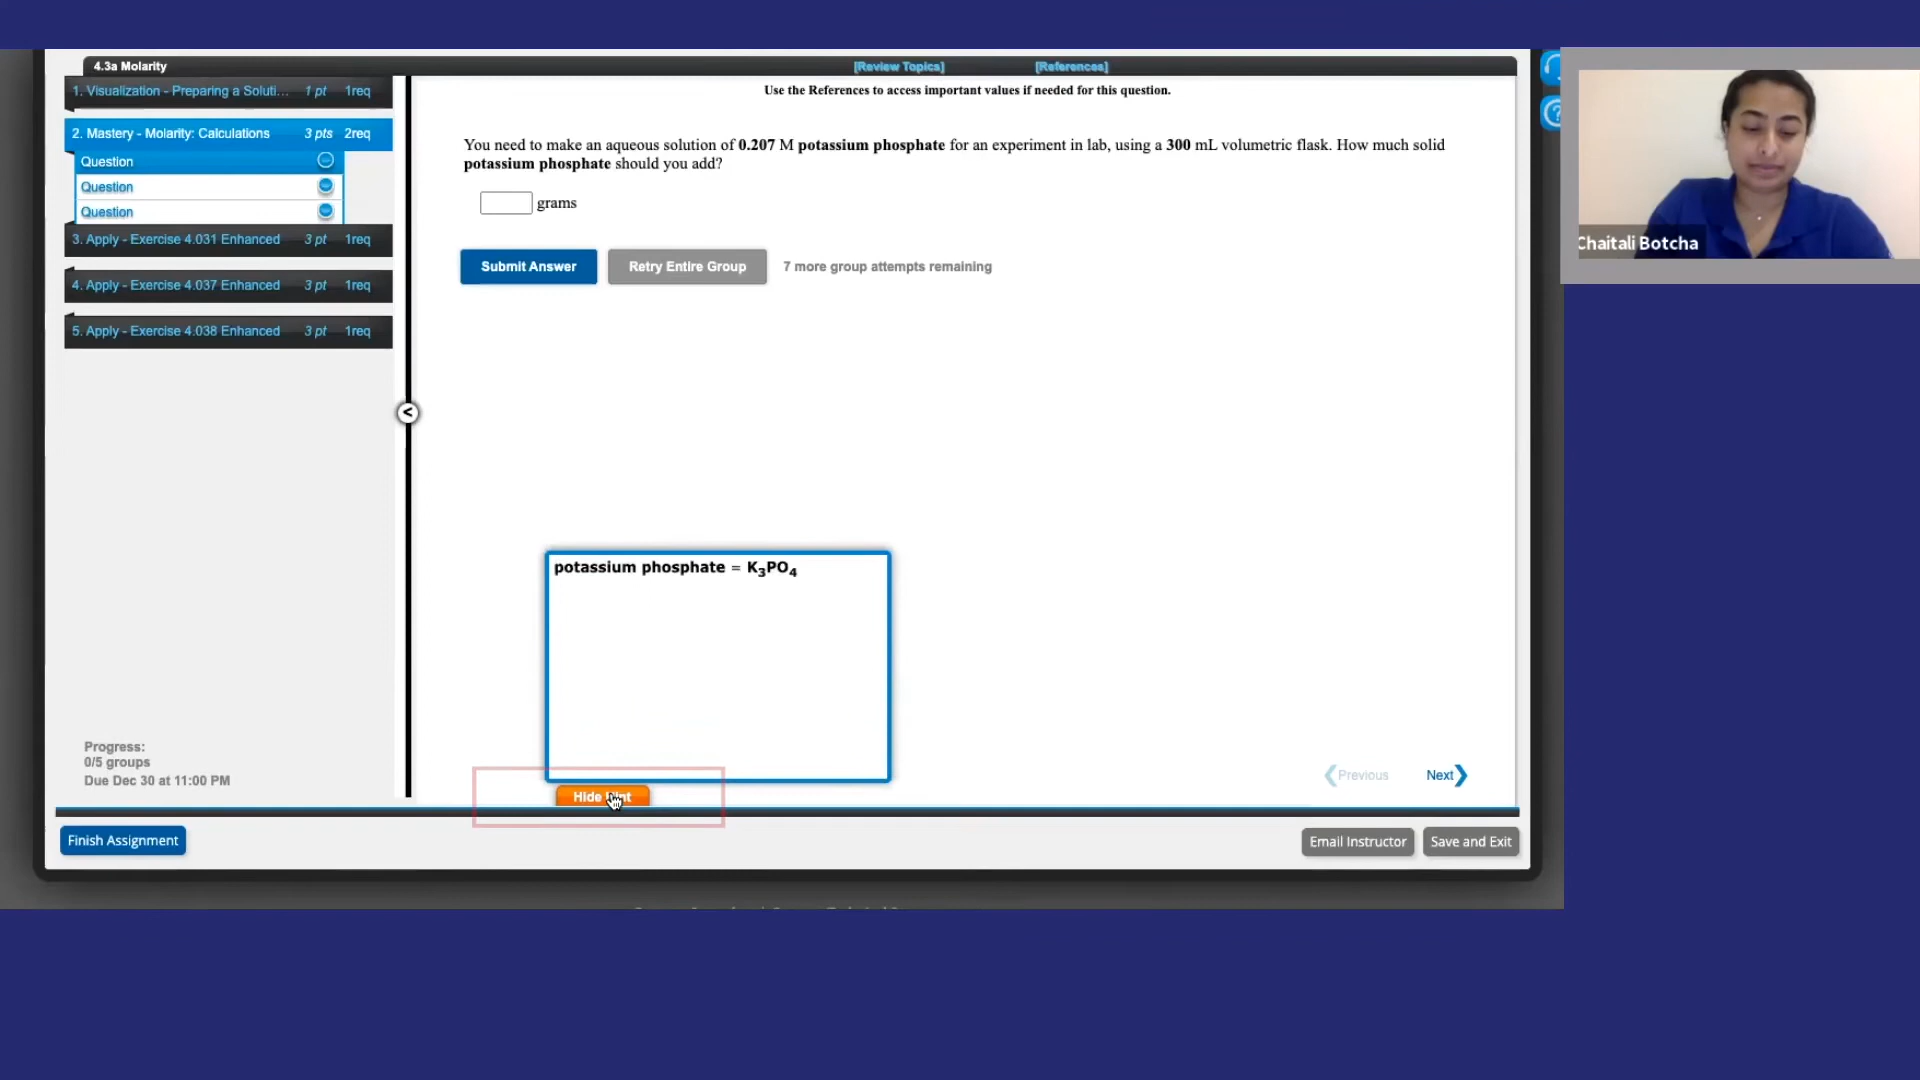 4.3a Molarity
[Review Topics]
[References]
1. Visualization - Preparing a Soluti... 1 pt 1req
2. Mastery - Molarity: Calculations 3 pts 2req
Question
Question
Question
3. Apply - Exercise 4.031 Enhanced 3 pt 1req
4. Apply - Exercise 4.037 Enhanced 3 pt 1req
5. Apply - Exercise 4.038 Enhanced 3 pt 1req
Use the References to access important values if needed for this question.
You need to make an aqueous solution of 0.207 M potassium phosphate for an experiment in lab, using a 300 mL volumetric flask. How much solid
potassium phosphate should you add?
grams
Submit Answer
Retry Entire Group
7 more group attempts remaining
<
potassium phosphate = K₃PO₄
Hide
Progress:
0/5 groups
Due Dec 30 at 11:00 PM
Previous
Next
Finish Assignment
Email Instructor
Save and Exit
Chaitali Botcha